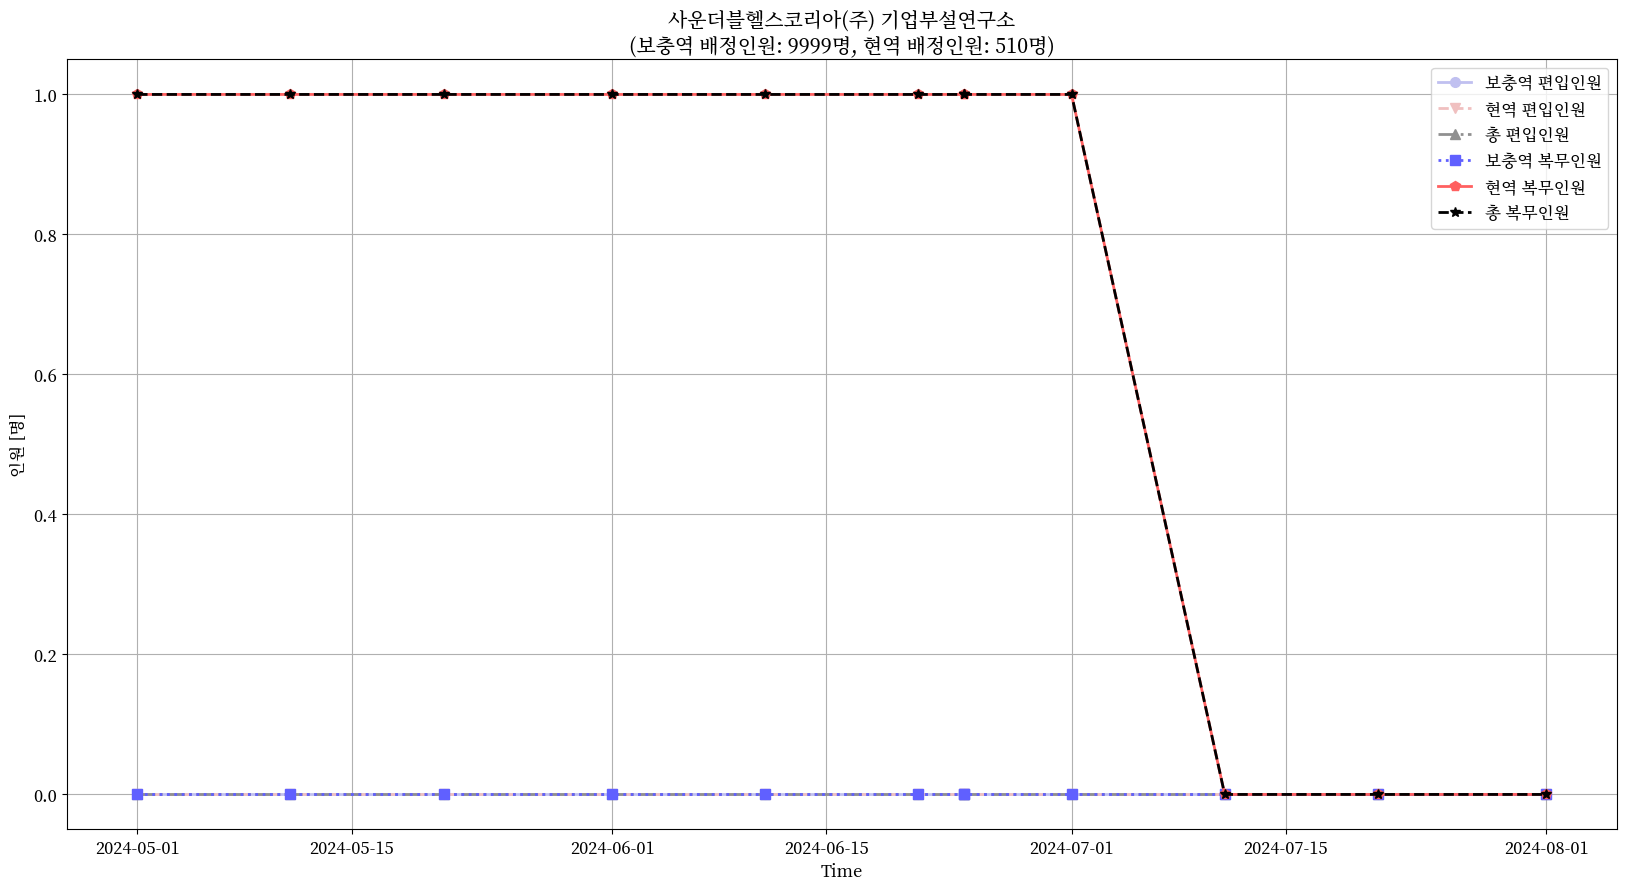 사운더블헬스코리아(주) 기업부설연구소
(보충역 배정인원: 9999명, 현역 배정인원: 510명)
보충역 편입인원
현역 편입인원
총 편입인원
보충역 복무인원
현역 복무인원
총 복무인원
인원 [명]
1.0
0.8
0.6
0.4
0.2
0.0
2024-05-01 2024-05-15 2024-06-01 2024-06-15 2024-07-01 2024-07-15 2024-08-01
Time